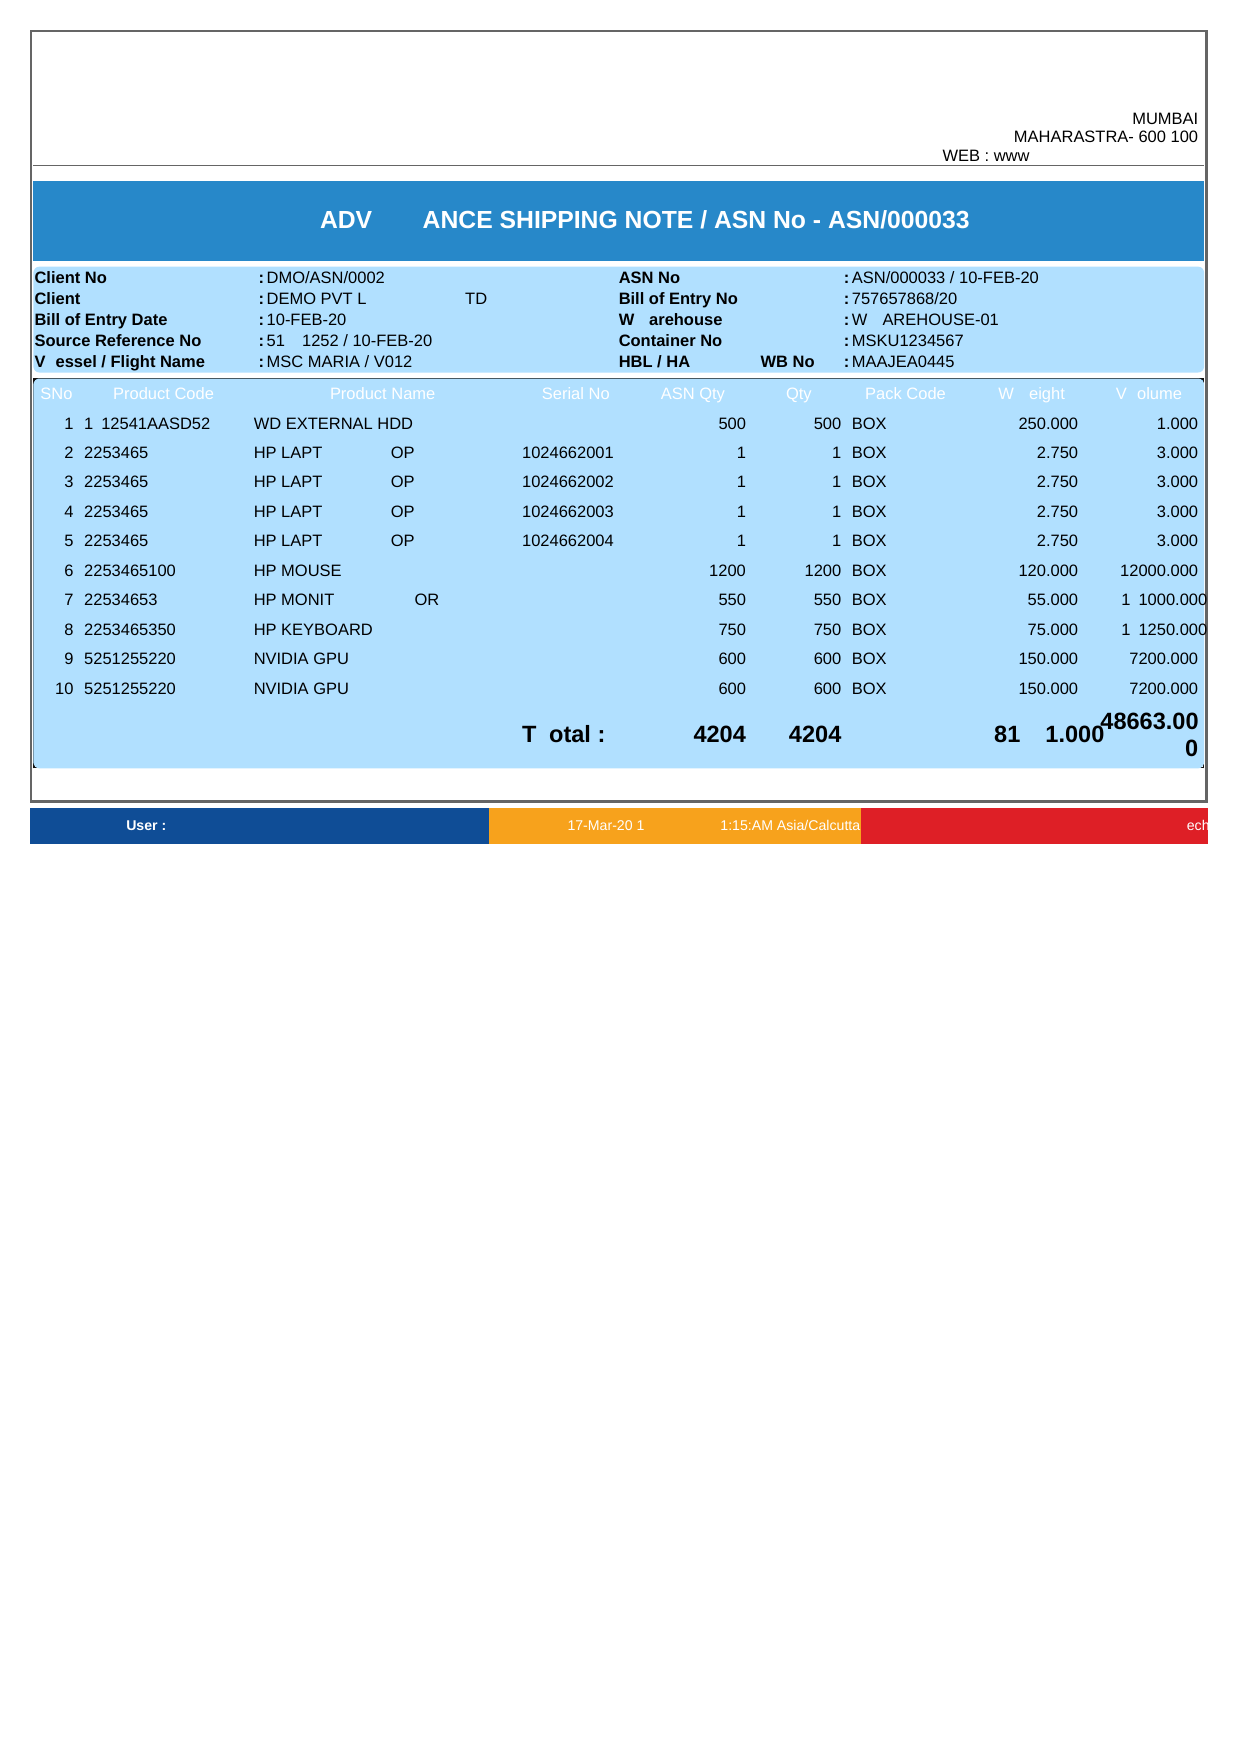 MUMBAI
MAHARASTRA- 600 100
WEB : www
ADV ANCE SHIPPING NOTE / ASN No - ASN/000033
Client No : DMO/ASN/0002 ASN No : ASN/000033 / 10-FEB-20
Client : DEMO PVT L TD Bill of Entry No : 757657868/20
Bill of Entry Date : 10-FEB-20 W arehouse : W AREHOUSE-01
Source Reference No : 51 1252 / 10-FEB-20 Container No : MSKU1234567
V essel / Flight Name : MSC MARIA / V012 HBL / HA WB No : MAAJEA0445
SNo Product Code Product Name Serial No ASN Qty Qty Pack Code W eight V olume
1 1 12541AASD52 WD EXTERNAL HDD 500 500 BOX 250.000 1.000
2 2253465 HP LAPT OP 1024662001 1 1 BOX 2.750 3.000
3 2253465 HP LAPT OP 1024662002 1 1 BOX 2.750 3.000
4 2253465 HP LAPT OP 1024662003 1 1 BOX 2.750 3.000
5 2253465 HP LAPT OP 1024662004 1 1 BOX 2.750 3.000
6 2253465100 HP MOUSE 1200 1200 BOX 120.000 12000.000
7 22534653 HP MONIT OR 550 550 BOX 55.000 1 1000.000
8 2253465350 HP KEYBOARD 750 750 BOX 75.000 1 1250.000
9 5251255220 NVIDIA GPU 600 600 BOX 150.000 7200.000
10 5251255220 NVIDIA GPU 600 600 BOX 150.000 7200.000
T otal : 4204 4204 81 1.000 48663.00
0
User : 17-Mar-20 1 1:15:AM Asia/Calcutta ech